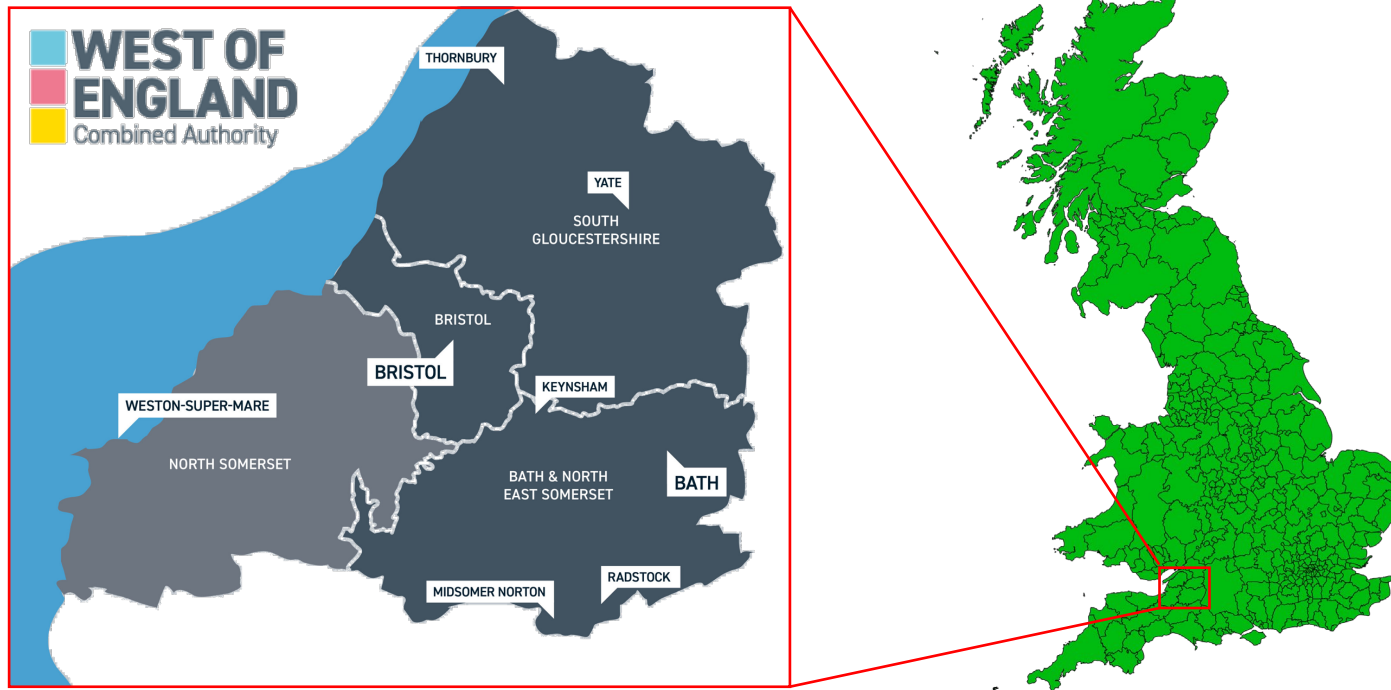 WEST OF
ENGLAND
Combined Authority
THORNBURY
YATE
SOUTH
GLOUCESTERSHIRE
BRISTOL
BRISTOL
KEYNSHAM
WESTON-SUPER-MARE
NORTH SOMERSET
BATH & NORTH
EAST SOMERSET
BATH
RADSTOCK
MIDSOMER NORTON